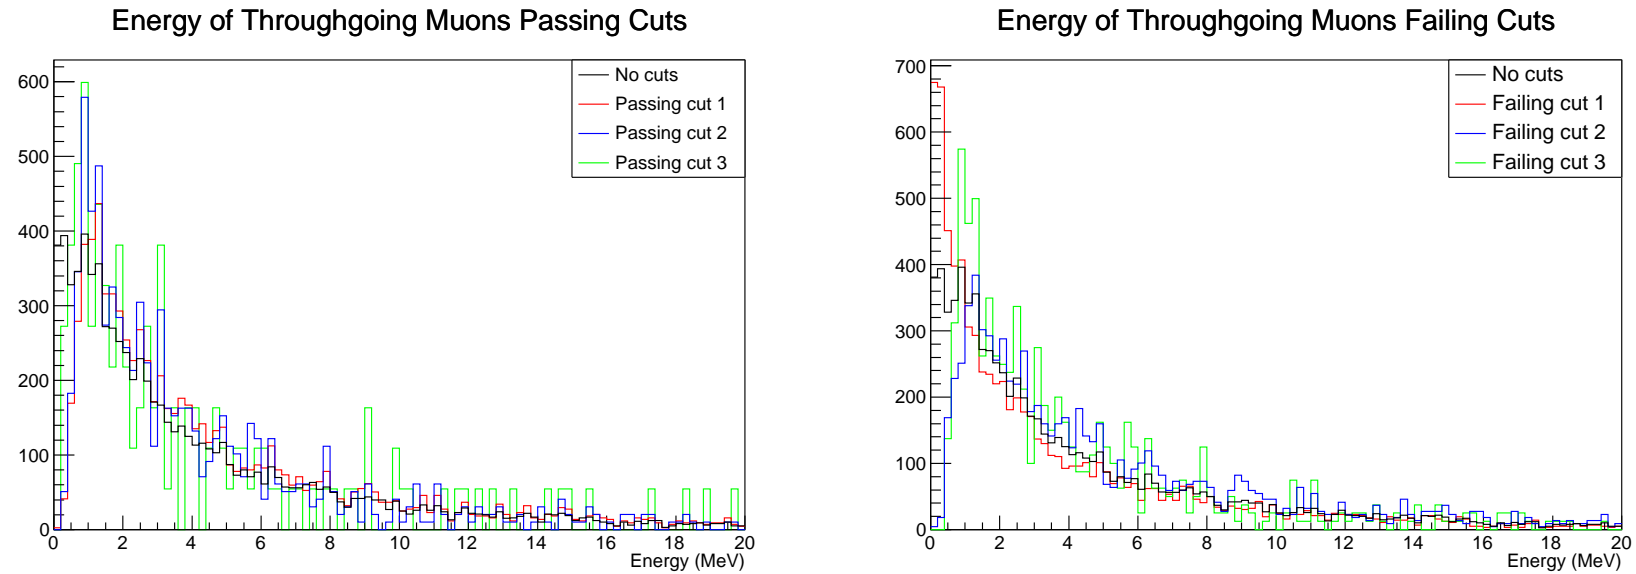 Energy of Throughgoing Muons Passing Cuts
No cuts
Passing cut 1
Passing cut 2
Passing cut 3
600
500
400
300
200
100
0
0 2 4 6 8 10 12 14 16 18 20
Energy (MeV)
Energy of Throughgoing Muons Failing Cuts
No cuts
Failing cut 1
Failing cut 2
Failing cut 3
700
600
500
400
300
200
100
0
0 2 4 6 8 10 12 14 16 18 20
Energy (MeV)